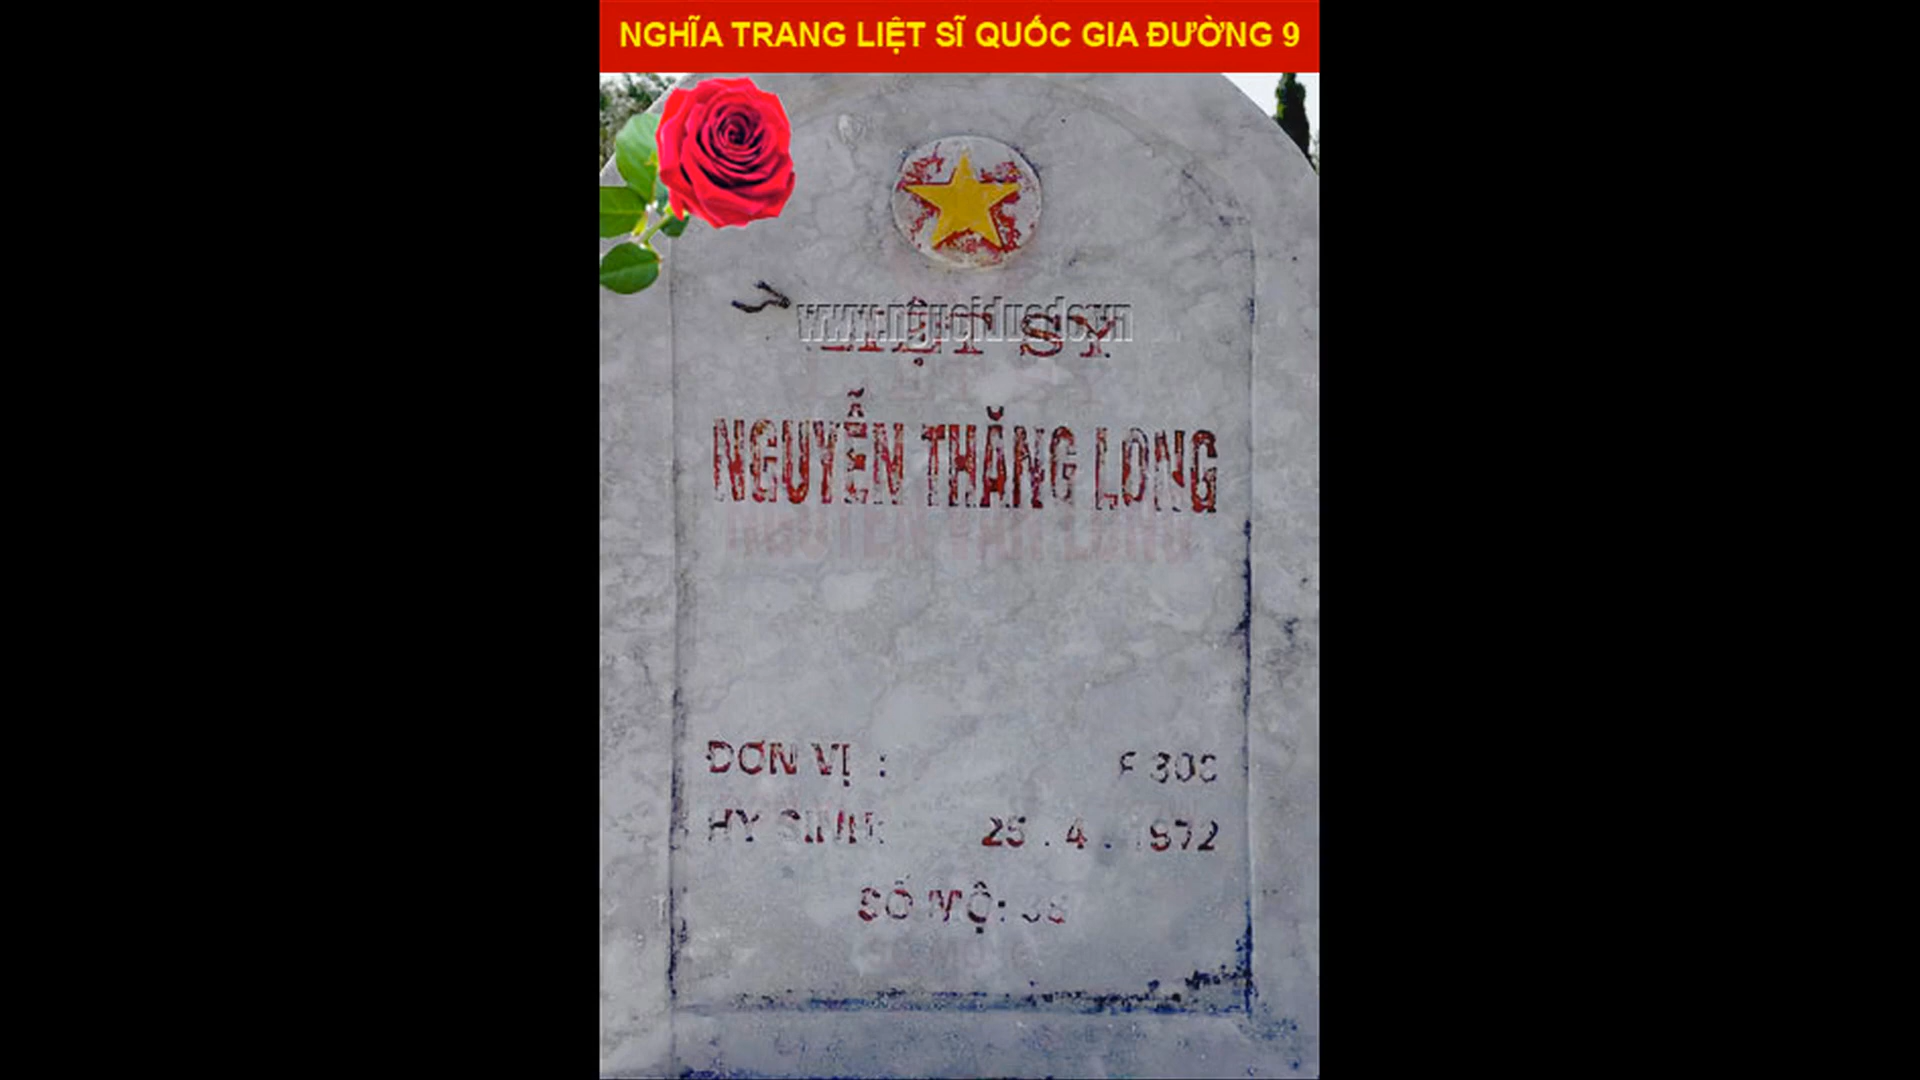 NGHĨA TRANG LIỆT SĨ QUỐC GIA ĐƯỜNG 9
LIỆT SỸ
NGUYỄN THĂNG LONG
ĐƠN VỊ :
HY SINH: 25 . 4 . 1972
SỐ MỘ: